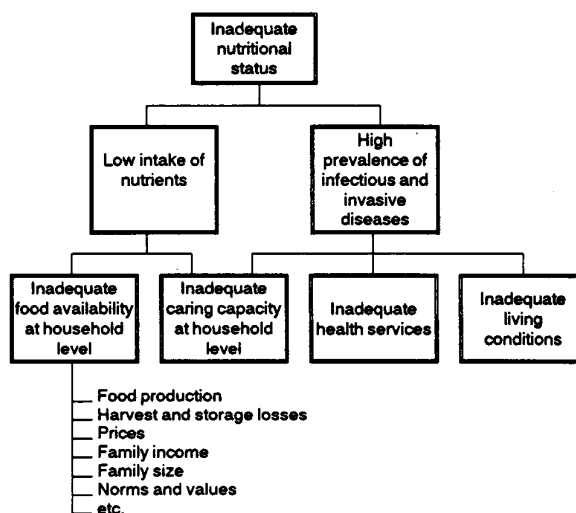 Inadequate
nutritional
status
Low intake of
nutrients
High
prevalence of
infectious and
invasive
diseases
Inadequate
food availability
at household
level
Inadequate
caring capacity
at household
level
Inadequate
health services
Inadequate
living
conditions
Food production
Harvest and storage losses
Prices
Family income
Family size
Norms and values
etc.